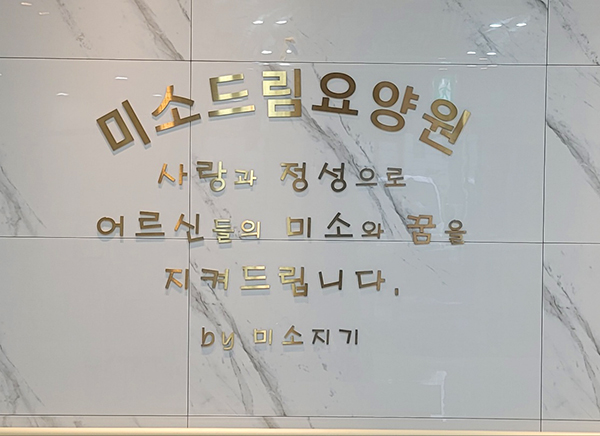 미소드림요양원
사랑과 정성으로
어르신들의 미소와 꿈을
지켜드립니다.
by 미소지기